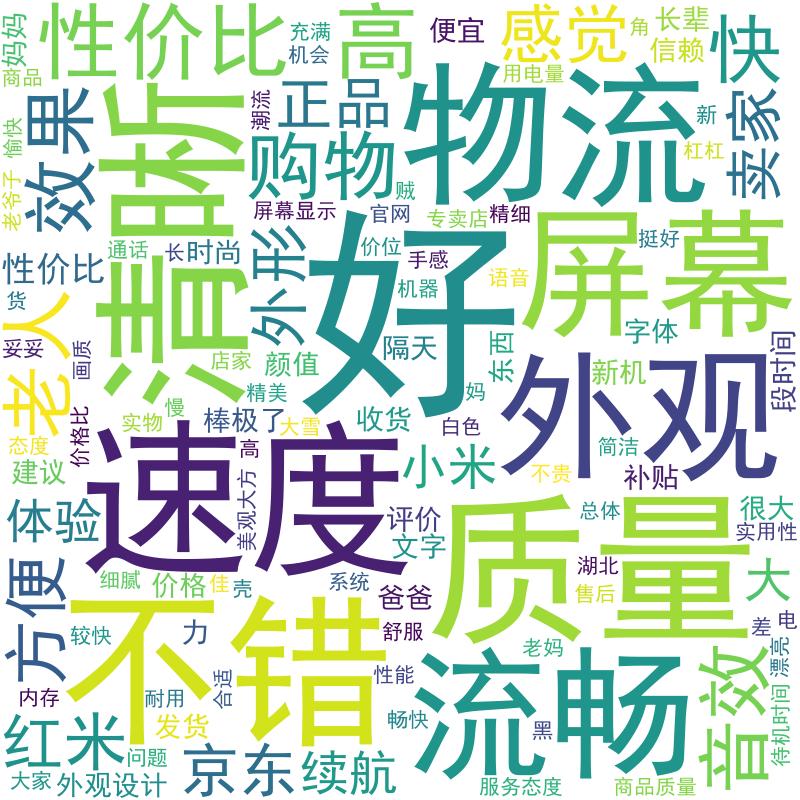 妈妈
商品
性价比
充满
机会
高
便宜
感觉
角
长辈
信赖
快
用电量
效果
愉快
老爷子
清晰
潮流
正品
购物
物流
新
杠杠
卖家
贼
屏幕显示
官网
专卖店
精细
屏幕
挺好
通话
长
时尚
外形
好
价位
手感
机器
语音
性价比
货
老人
妥妥
画质
店家
颜值
隔天
东西
字体
新机
段时间
精美
妈
外观
实物
慢
棒极了
大雪
收货
白色
简洁
态度
价格比
建议
速度
高
美观大方
小米
不贵
补贴
体验
评价
文字
质量
总体
很大
实用性
方便
细腻
价格
佳
壳
系统
爸爸
湖北
售后
大
不错
较快
力
舒服
老妈
差
电
漂亮
流畅
音效
待机时间
内存
耐用
合适
性能
红米
发货
畅快
黑
问题
京东
续航
大家
外观设计
服务态度
商品质量